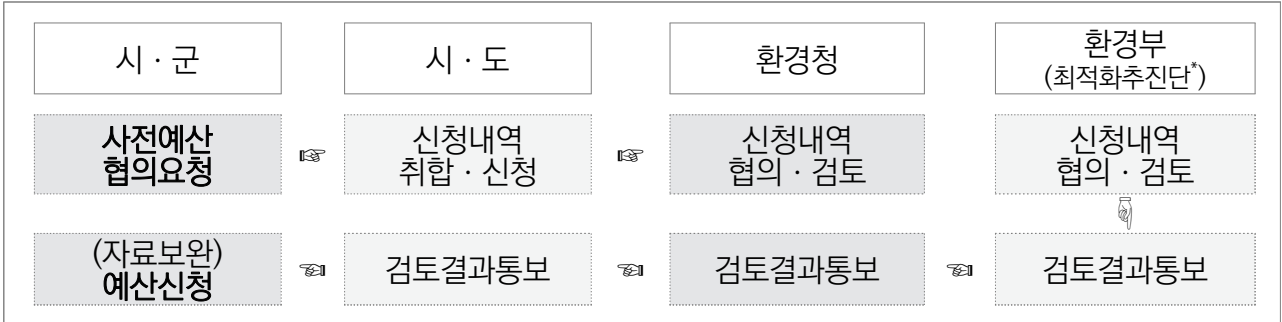 시 · 군
시 · 도
환경청
환경부
(최적화추진단*)
사전예산
협의요청
☞
신청내역
취합 · 신청
☞
신청내역
협의 · 검토
신청내역
협의 · 검토
☟
(자료보완)
예산신청
☜
검토결과통보
☜
검토결과통보
☜
검토결과통보